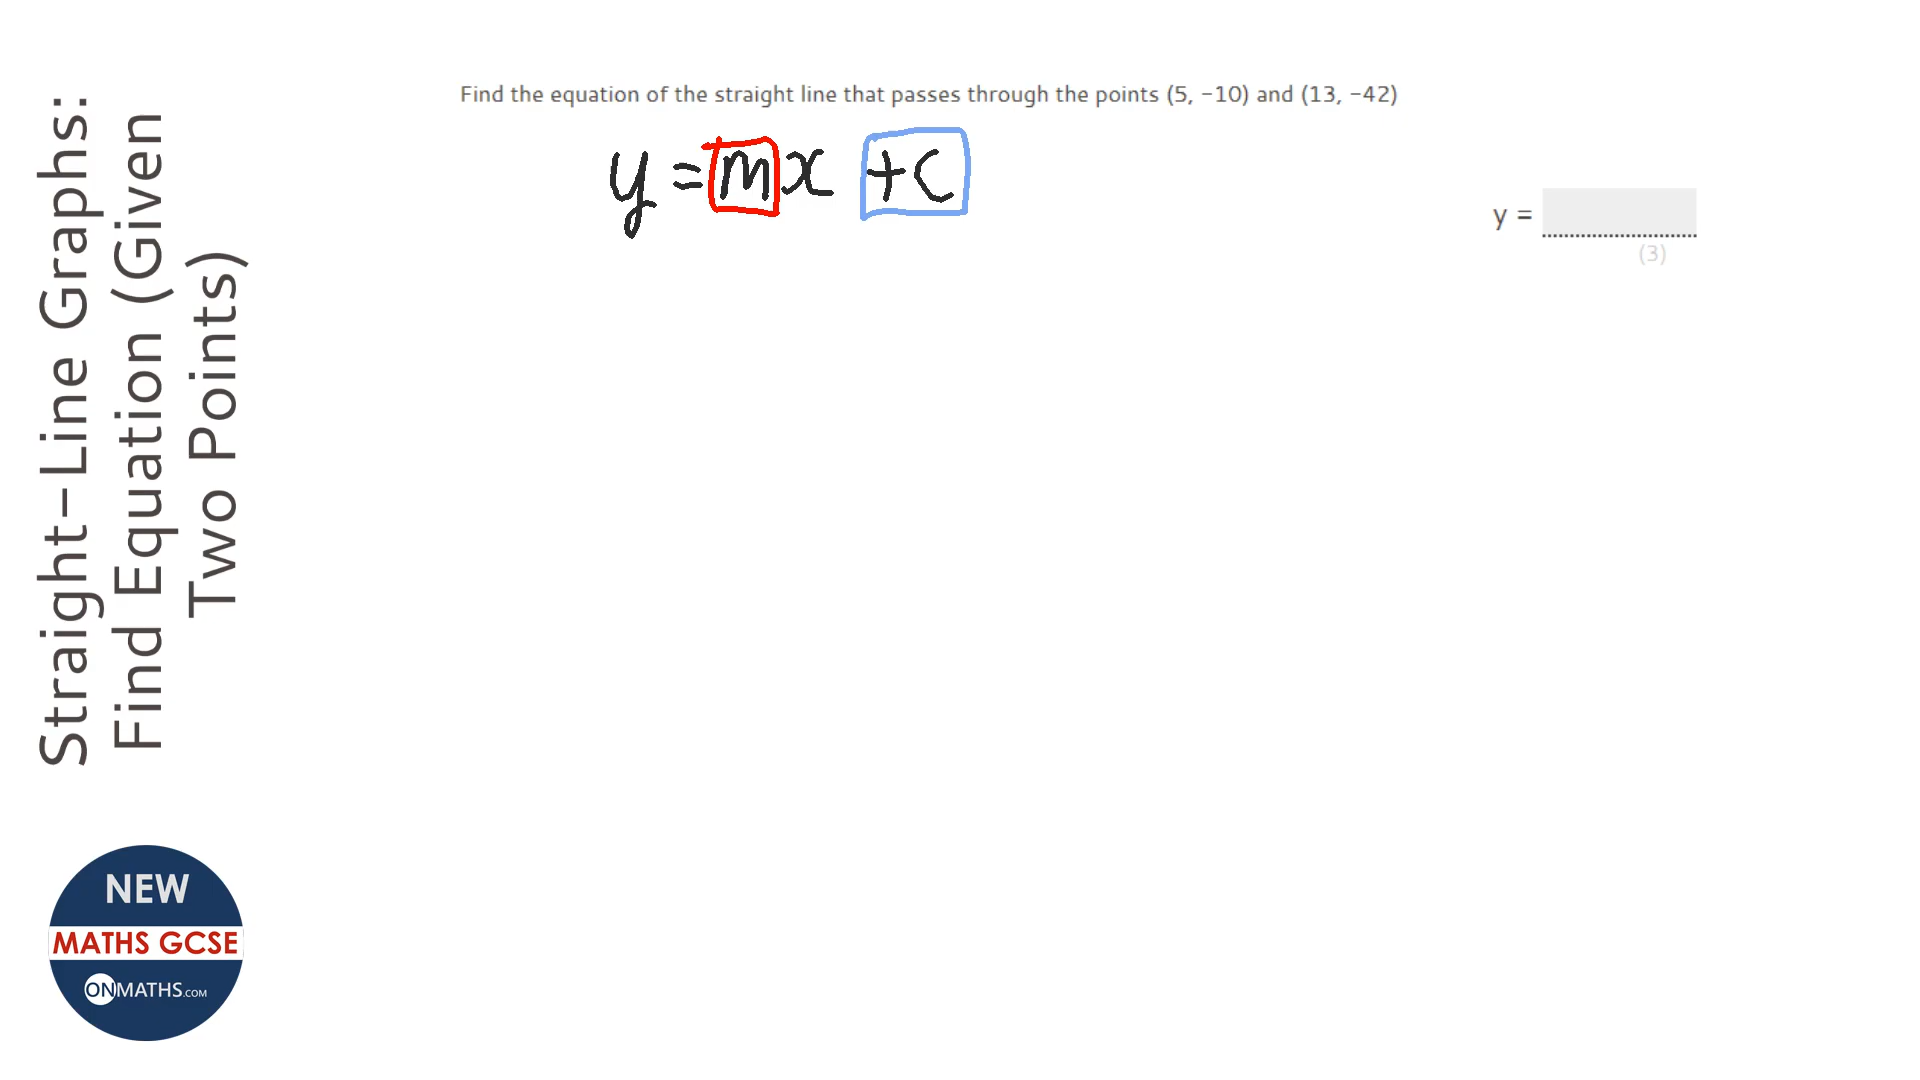 Straight-Line Graphs:
Find Equation (Given
Two Points)
Find the equation of the straight line that passes through the points (5, −10) and (13, −42)
y = mx + c
y =
(3)
NEW
MATHS GCSE
ONMATHS.COM